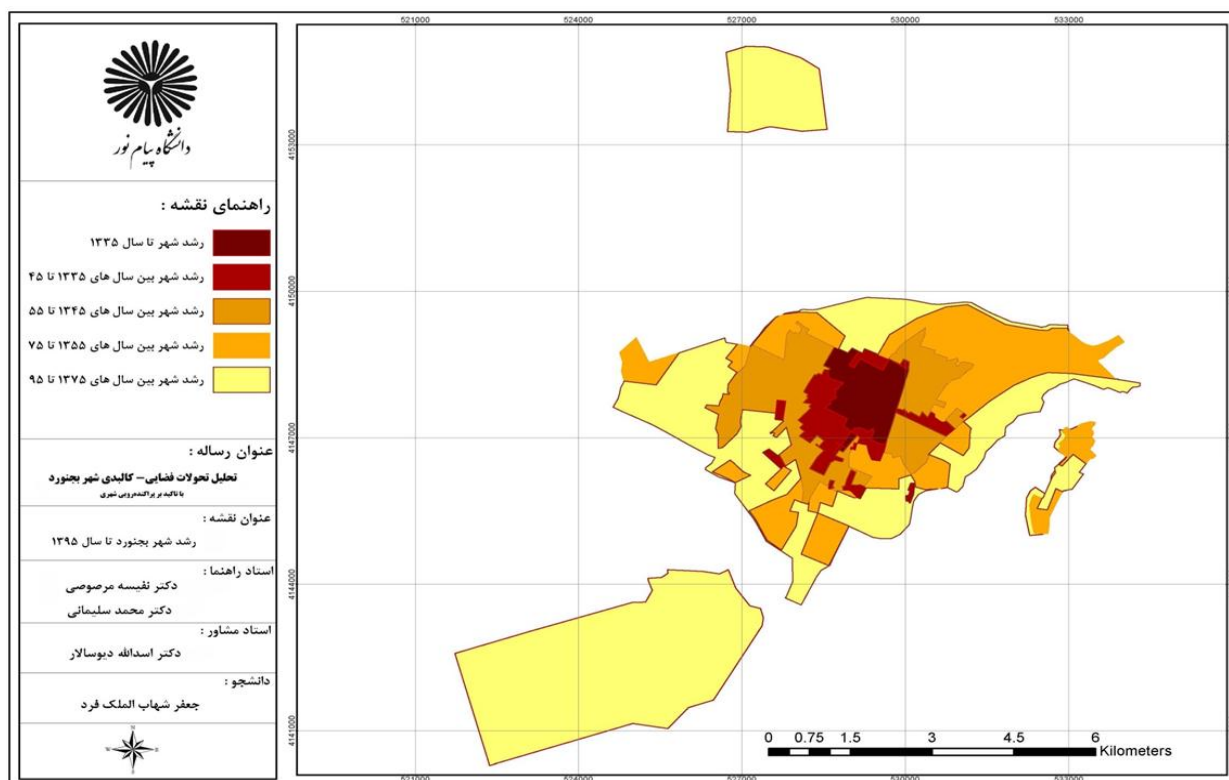 دانشگاه پیام نور
راهنمای نقشه :
رشد شهر تا سال ۱۳۳۵
رشد شهر بین سال های ۱۳۳۵ تا ۴۵
رشد شهر بین سال های ۱۳۴۵ تا ۵۵
رشد شهر بین سال های ۱۳۵۵ تا ۷۵
رشد شهر بین سال های ۱۳۷۵ تا ۹۵
عنوان رساله :
تحلیل تحولات فضایی– کالبدی شهر بجنورد
با تاکید بر پراکنده‌رویی شهری
عنوان نقشه :
رشد شهر بجنورد تا سال ۱۳۹۵
استاد راهنما :
دکتر نفیسه مرصوصی
دکتر محمد سلیمانی
استاد مشاور :
دکتر اسدالله دیوسالار
دانشجو :
جعفر شهاب الملک فرد
N
521000 524000 527000 530000 533000
4153000
4150000
4147000
4144000
4141000
0 0.75 1.5 3 4.5 6
Kilometers
521000 524000 527000 530000 533000